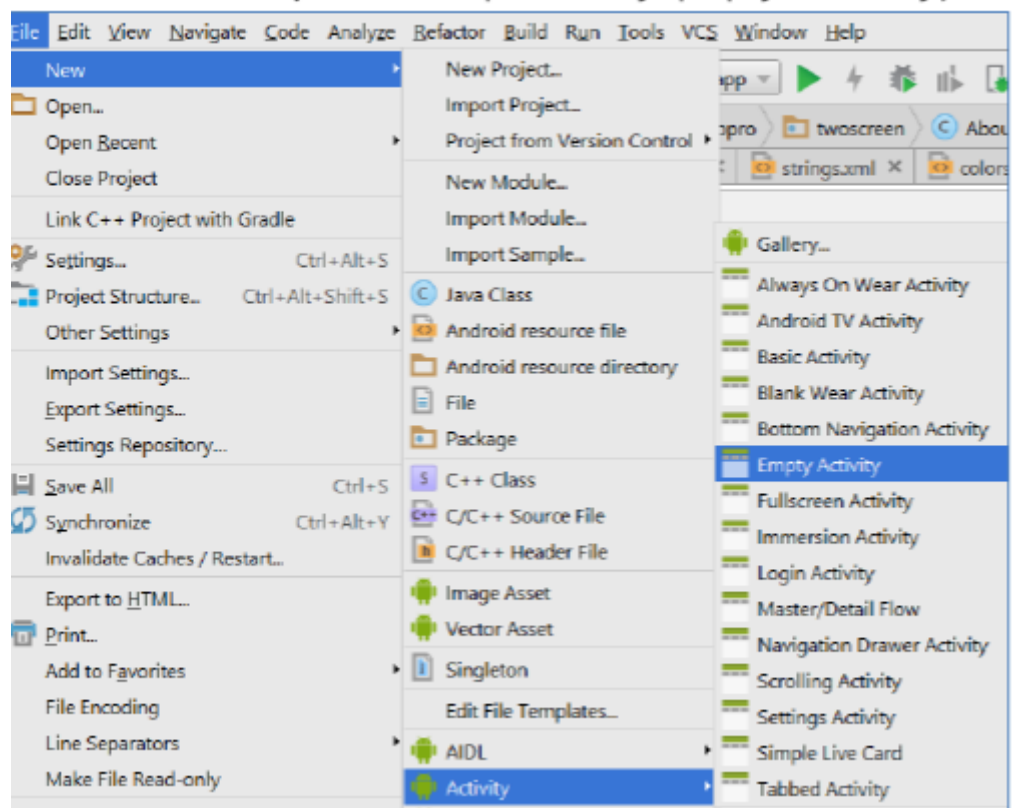 File Edit View Navigate Code Analyze Refactor Build Run Tools VCS Window Help
New
Open...
Open Recent
Close Project
Link C++ Project with Gradle
Settings... Ctrl+Alt+S
Project Structure... Ctrl+Alt+Shift+S
Other Settings
Import Settings...
Export Settings...
Settings Repository...
Save All Ctrl+S
Synchronize Ctrl+Alt+Y
Invalidate Caches / Restart...
Export to HTML...
Print...
Add to Favorites
File Encoding
Line Separators
Make File Read-only
New Project...
Import Project...
Project from Version Control
New Module...
Import Module...
Import Sample...
Java Class
Android resource file
Android resource directory
File
Package
C++ Class
C/C++ Source File
C/C++ Header File
Image Asset
Vector Asset
Singleton
Edit File Templates...
AIDL
Activity
app
ppro twoscreen C Abou
strings.xml colors
Gallery...
Always On Wear Activity
Android TV Activity
Basic Activity
Blank Wear Activity
Bottom Navigation Activity
Empty Activity
Fullscreen Activity
Immersion Activity
Login Activity
Master/Detail Flow
Navigation Drawer Activity
Scrolling Activity
Settings Activity
Simple Live Card
Tabbed Activity